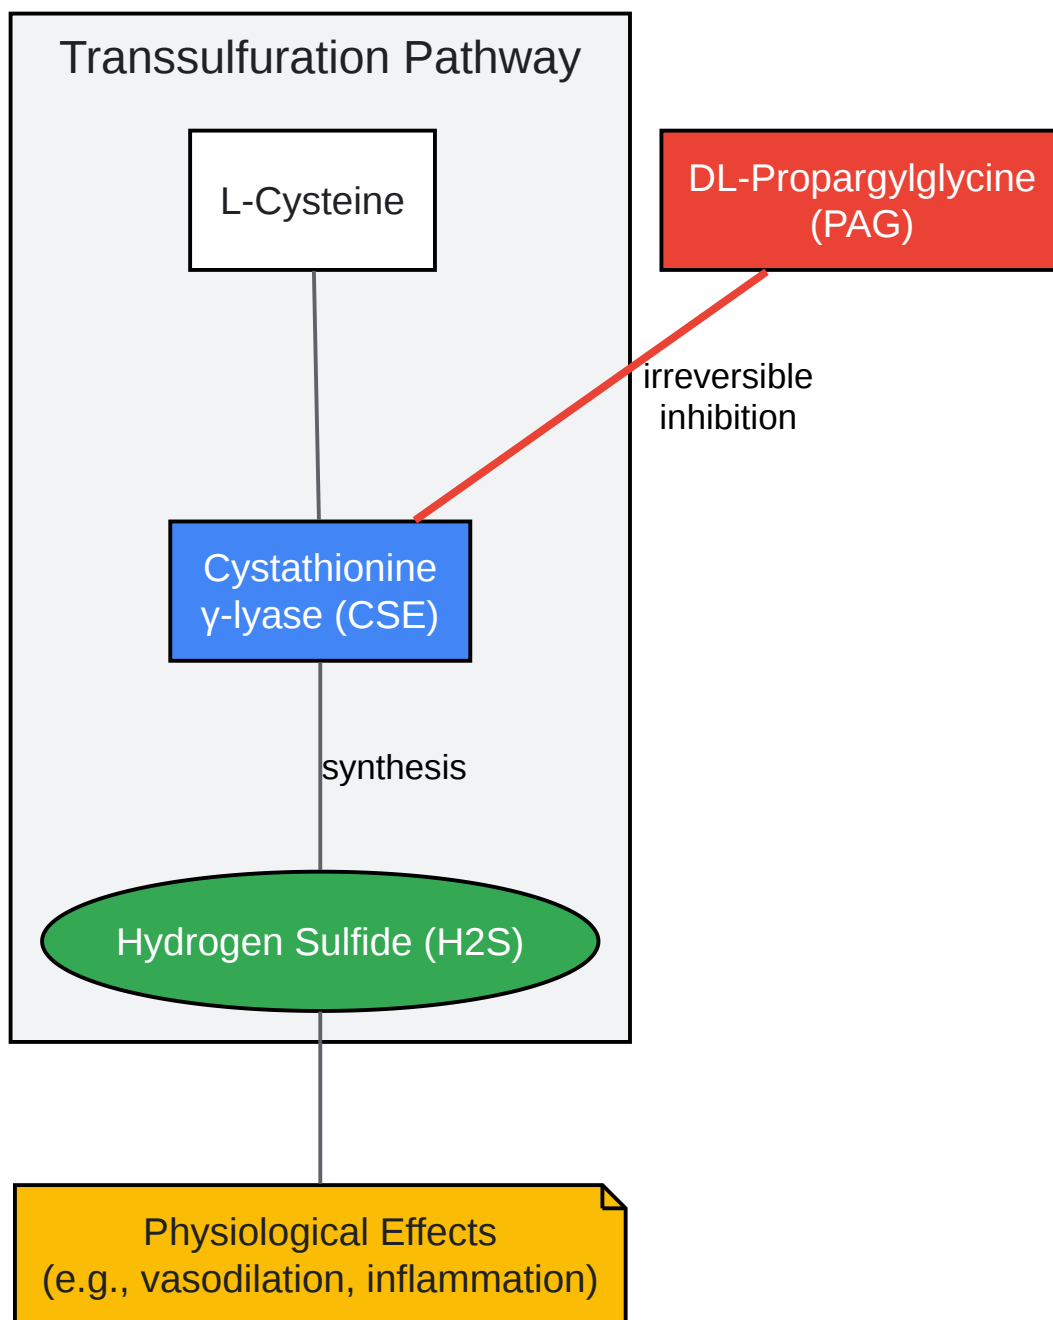 Transsulfuration Pathway
L-Cysteine
DL-Propargylglycine
(PAG)
irreversible
inhibition
Cystathionine
γ-lyase (CSE)
synthesis
Hydrogen Sulfide (H2S)
Physiological Effects
(e.g., vasodilation, inflammation)